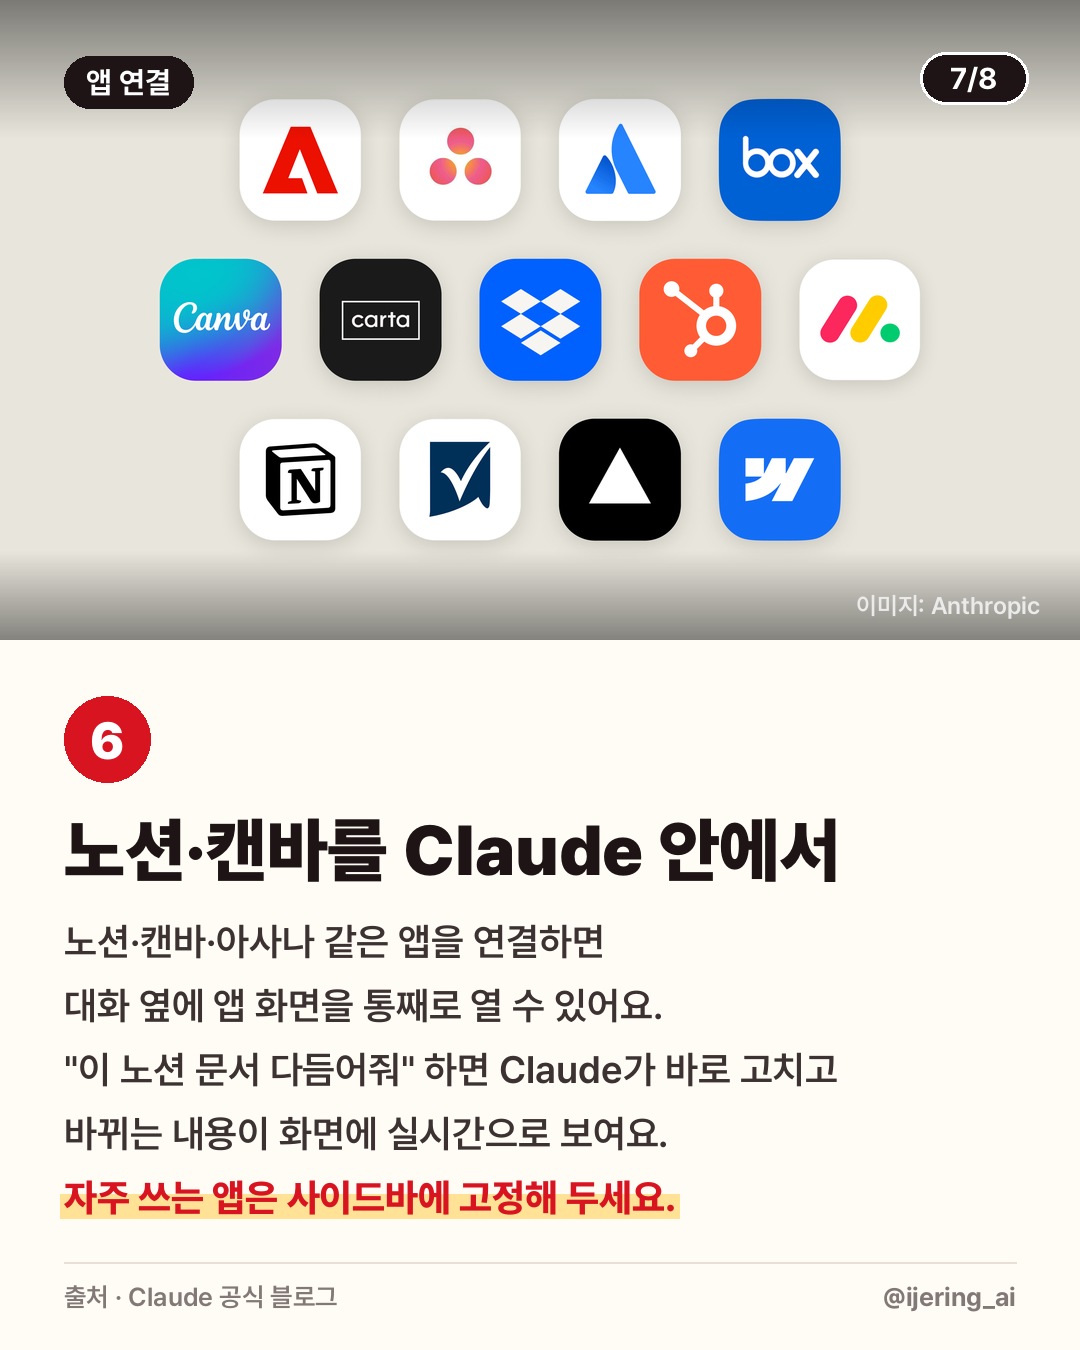 앱 연결
7/8
box
Canva
carta
N
이미지: Anthropic
6
노션·캔바를 Claude 안에서
노션·캔바·아사나 같은 앱을 연결하면
대화 옆에 앱 화면을 통째로 열 수 있어요.
"이 노션 문서 다듬어줘" 하면 Claude가 바로 고치고
바뀌는 내용이 화면에 실시간으로 보여요.
자주 쓰는 앱은 사이드바에 고정해 두세요.
출처 · Claude 공식 블로그
@ijering_ai